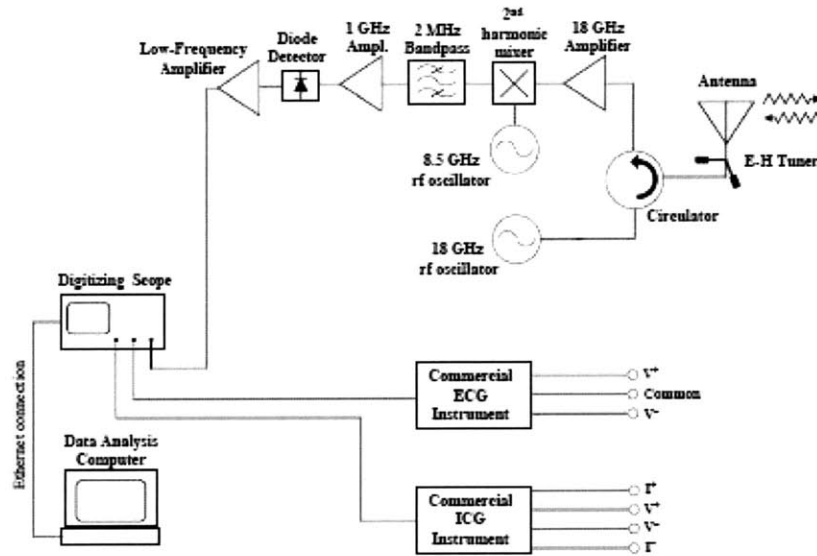 2nd
harmonic
mixer
18 GHz
Amplifier
1 GHz
Ampl.
2 MHz
Bandpass
Diode
Detector
Low-Frequency
Amplifier
Antenna
E-H Tuner
8.5 GHz
rf oscillator
Circulator
18 GHz
rf oscillator
Digitizing Scope
Ethernet connection
Commercial
ECG
Instrument
V+
Common
V-
Data Analysis
Computer
Commercial
ICG
Instrument
I+
V+
V-
I-